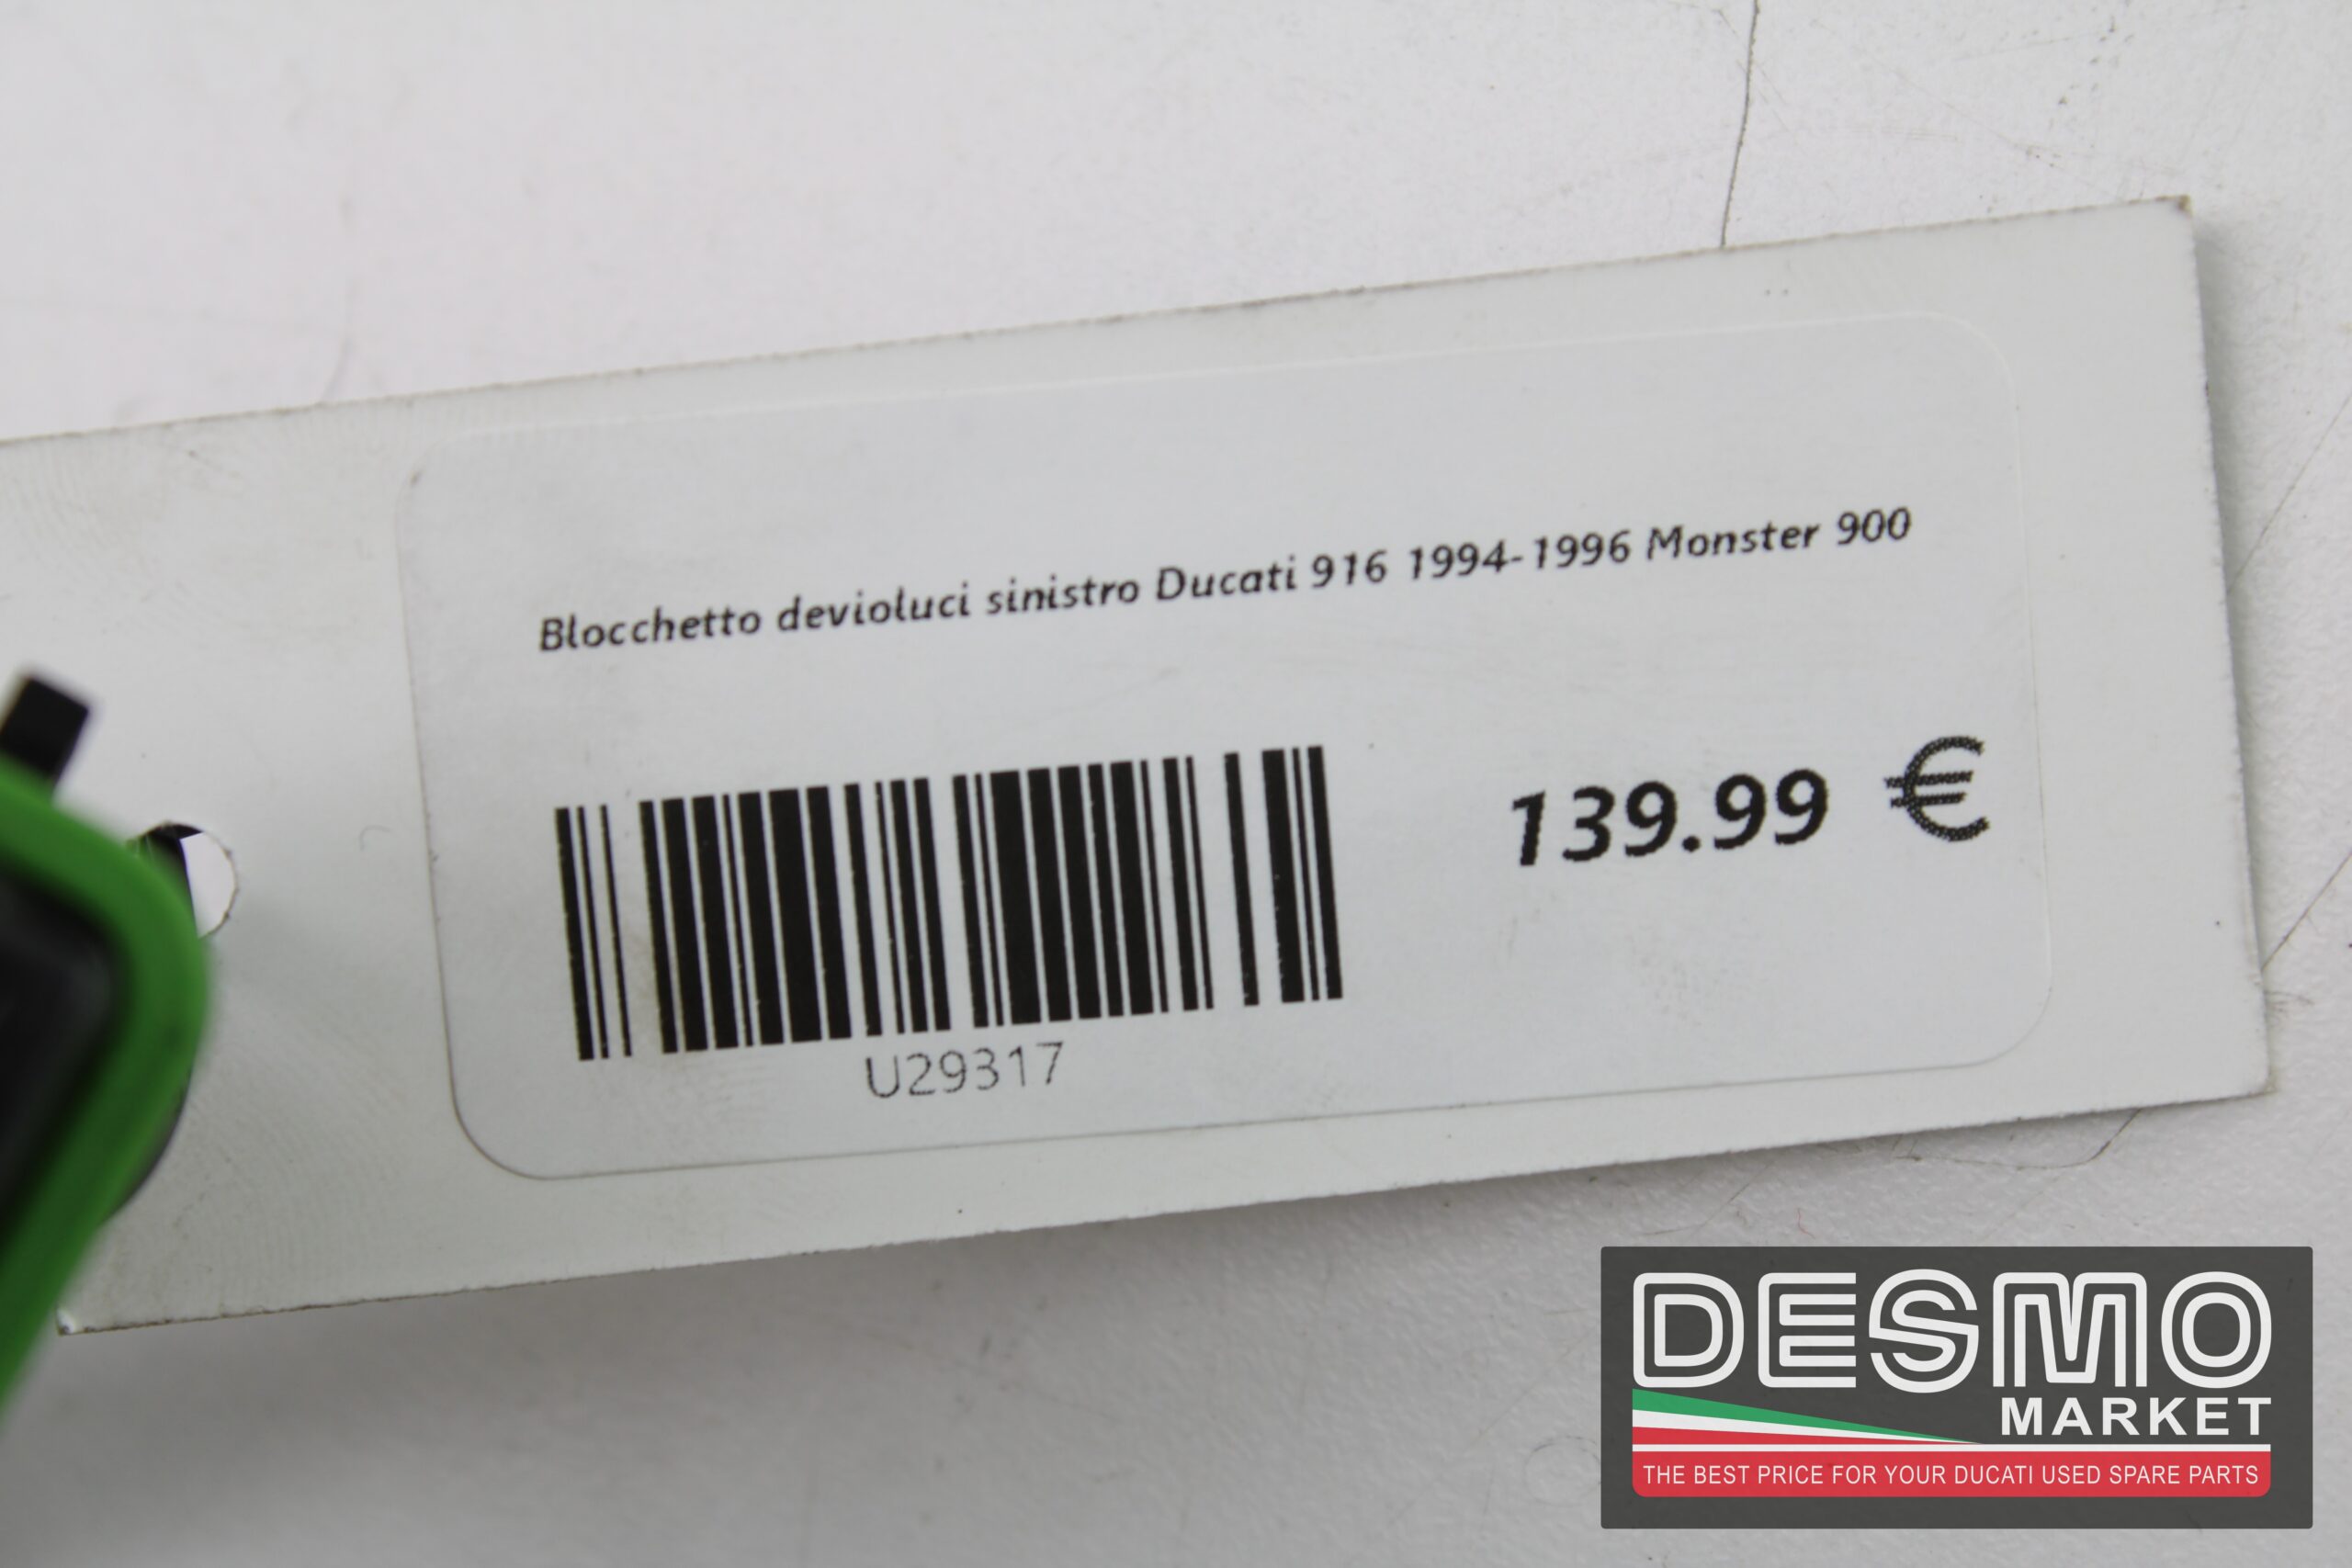 Blocchetto devioluci sinistro Ducati 916 1994-1996 Monster 900
139.99 €
U29317
DESMO
MARKET
THE BEST PRICE FOR YOUR DUCATI USED SPARE PARTS